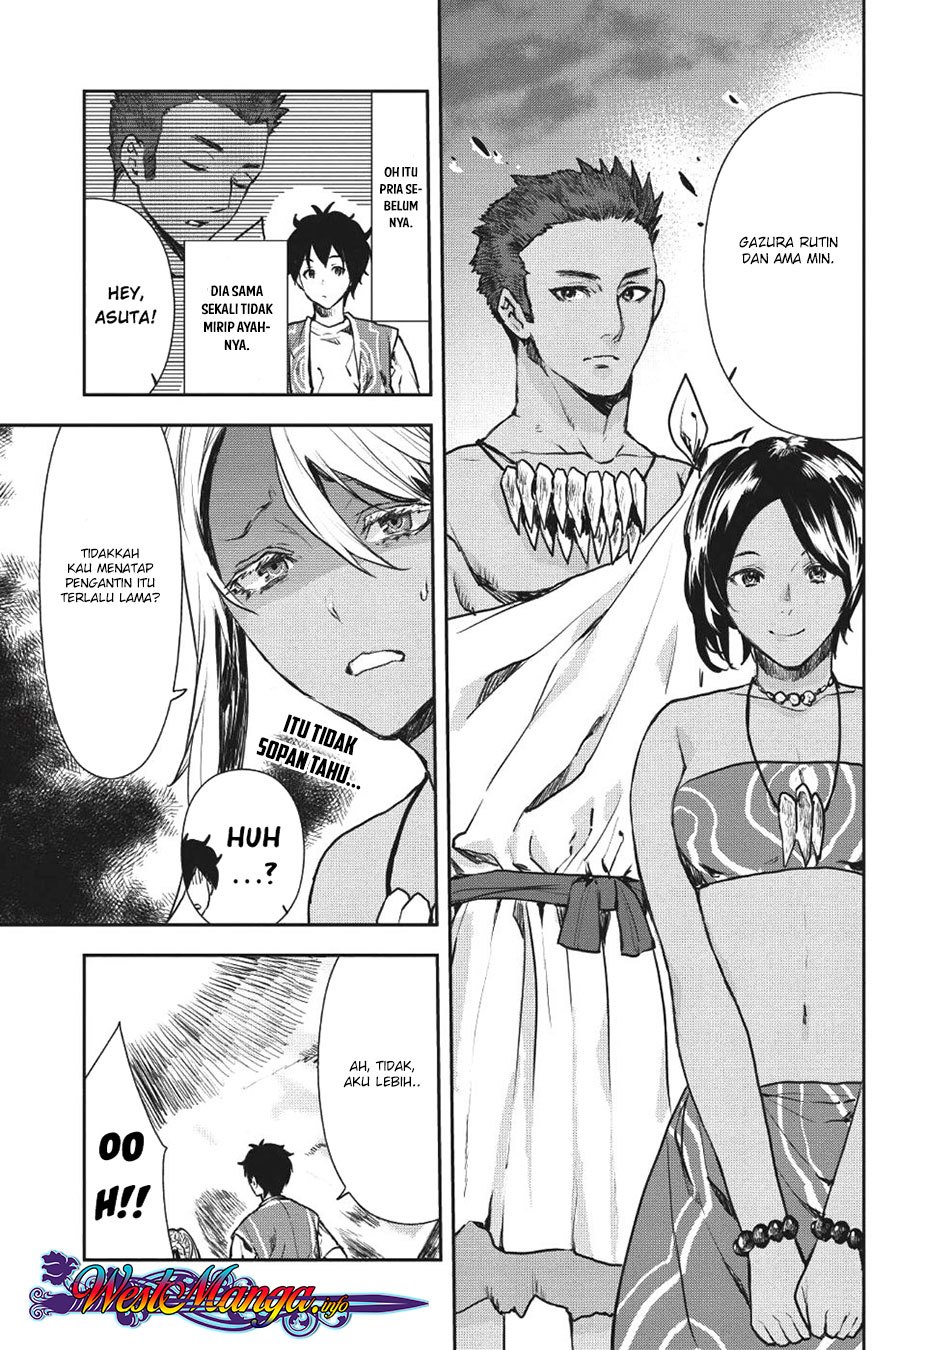 GAZURA RUTIN
DAN AMA MIN.
OH ITU
PRIA SE-
BELUM
NYA.
DIA SAMA
SEKALI TIDAK
MIRIP AYAH-
NYA.
HEY,
ASUTA!
TIDAKKAH
KAU MENATAP
PENGANTIN ITU
TERLALU LAMA?
ITU TIDAK
SOPAN TAHU...
HUH
...?
AH, TIDAK,
AKU LEBIH..
OO
H!!
WestManga.info